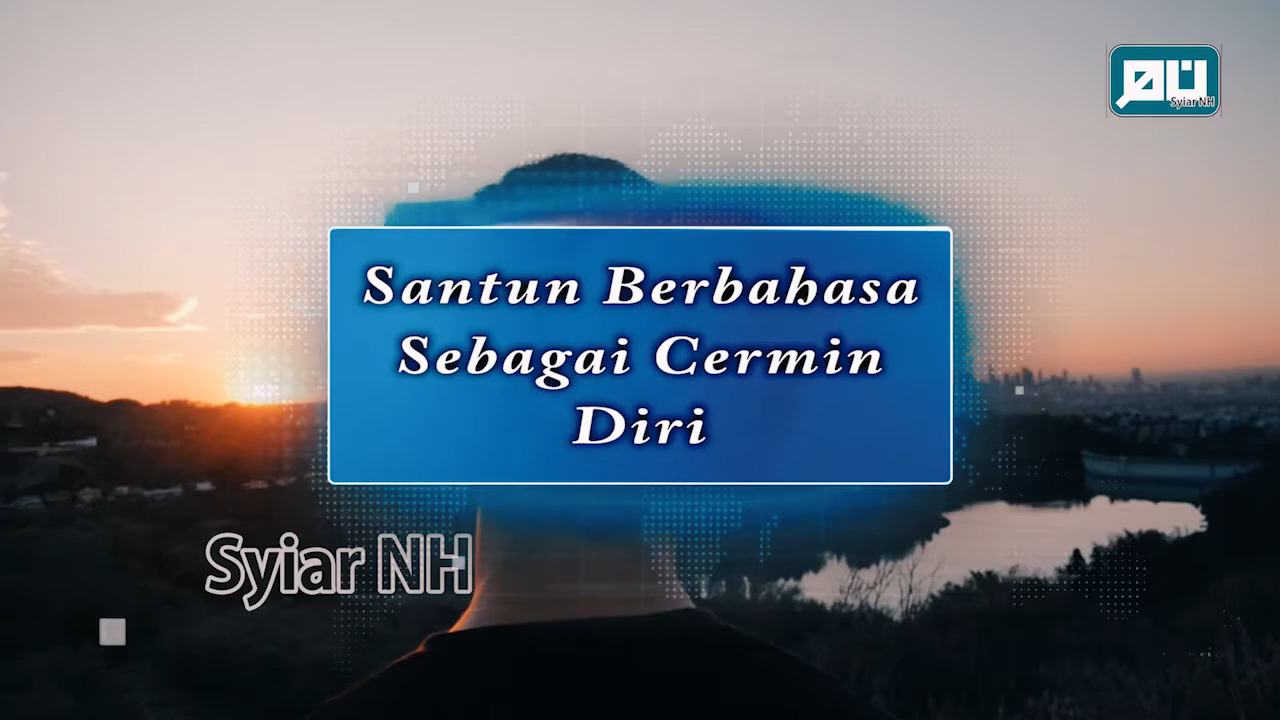 Syiar NH
Santun Berbahasa
Sebagai Cermin
Diri
Syiar NH